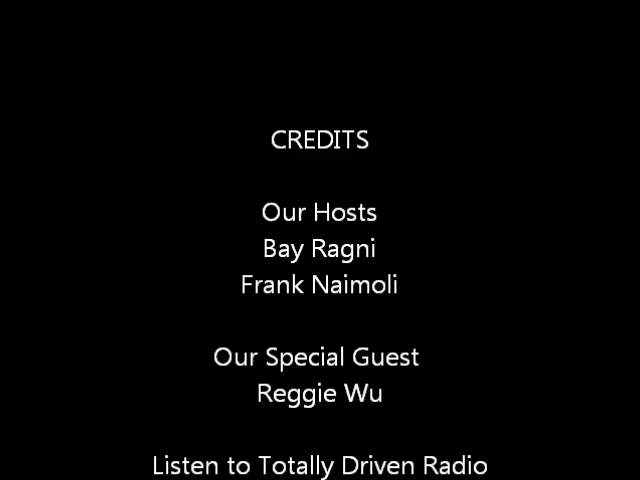 CREDITS
Our Hosts
Bay Ragni
Frank Naimoli
Our Special Guest
Reggie Wu
Listen to Totally Driven Radio